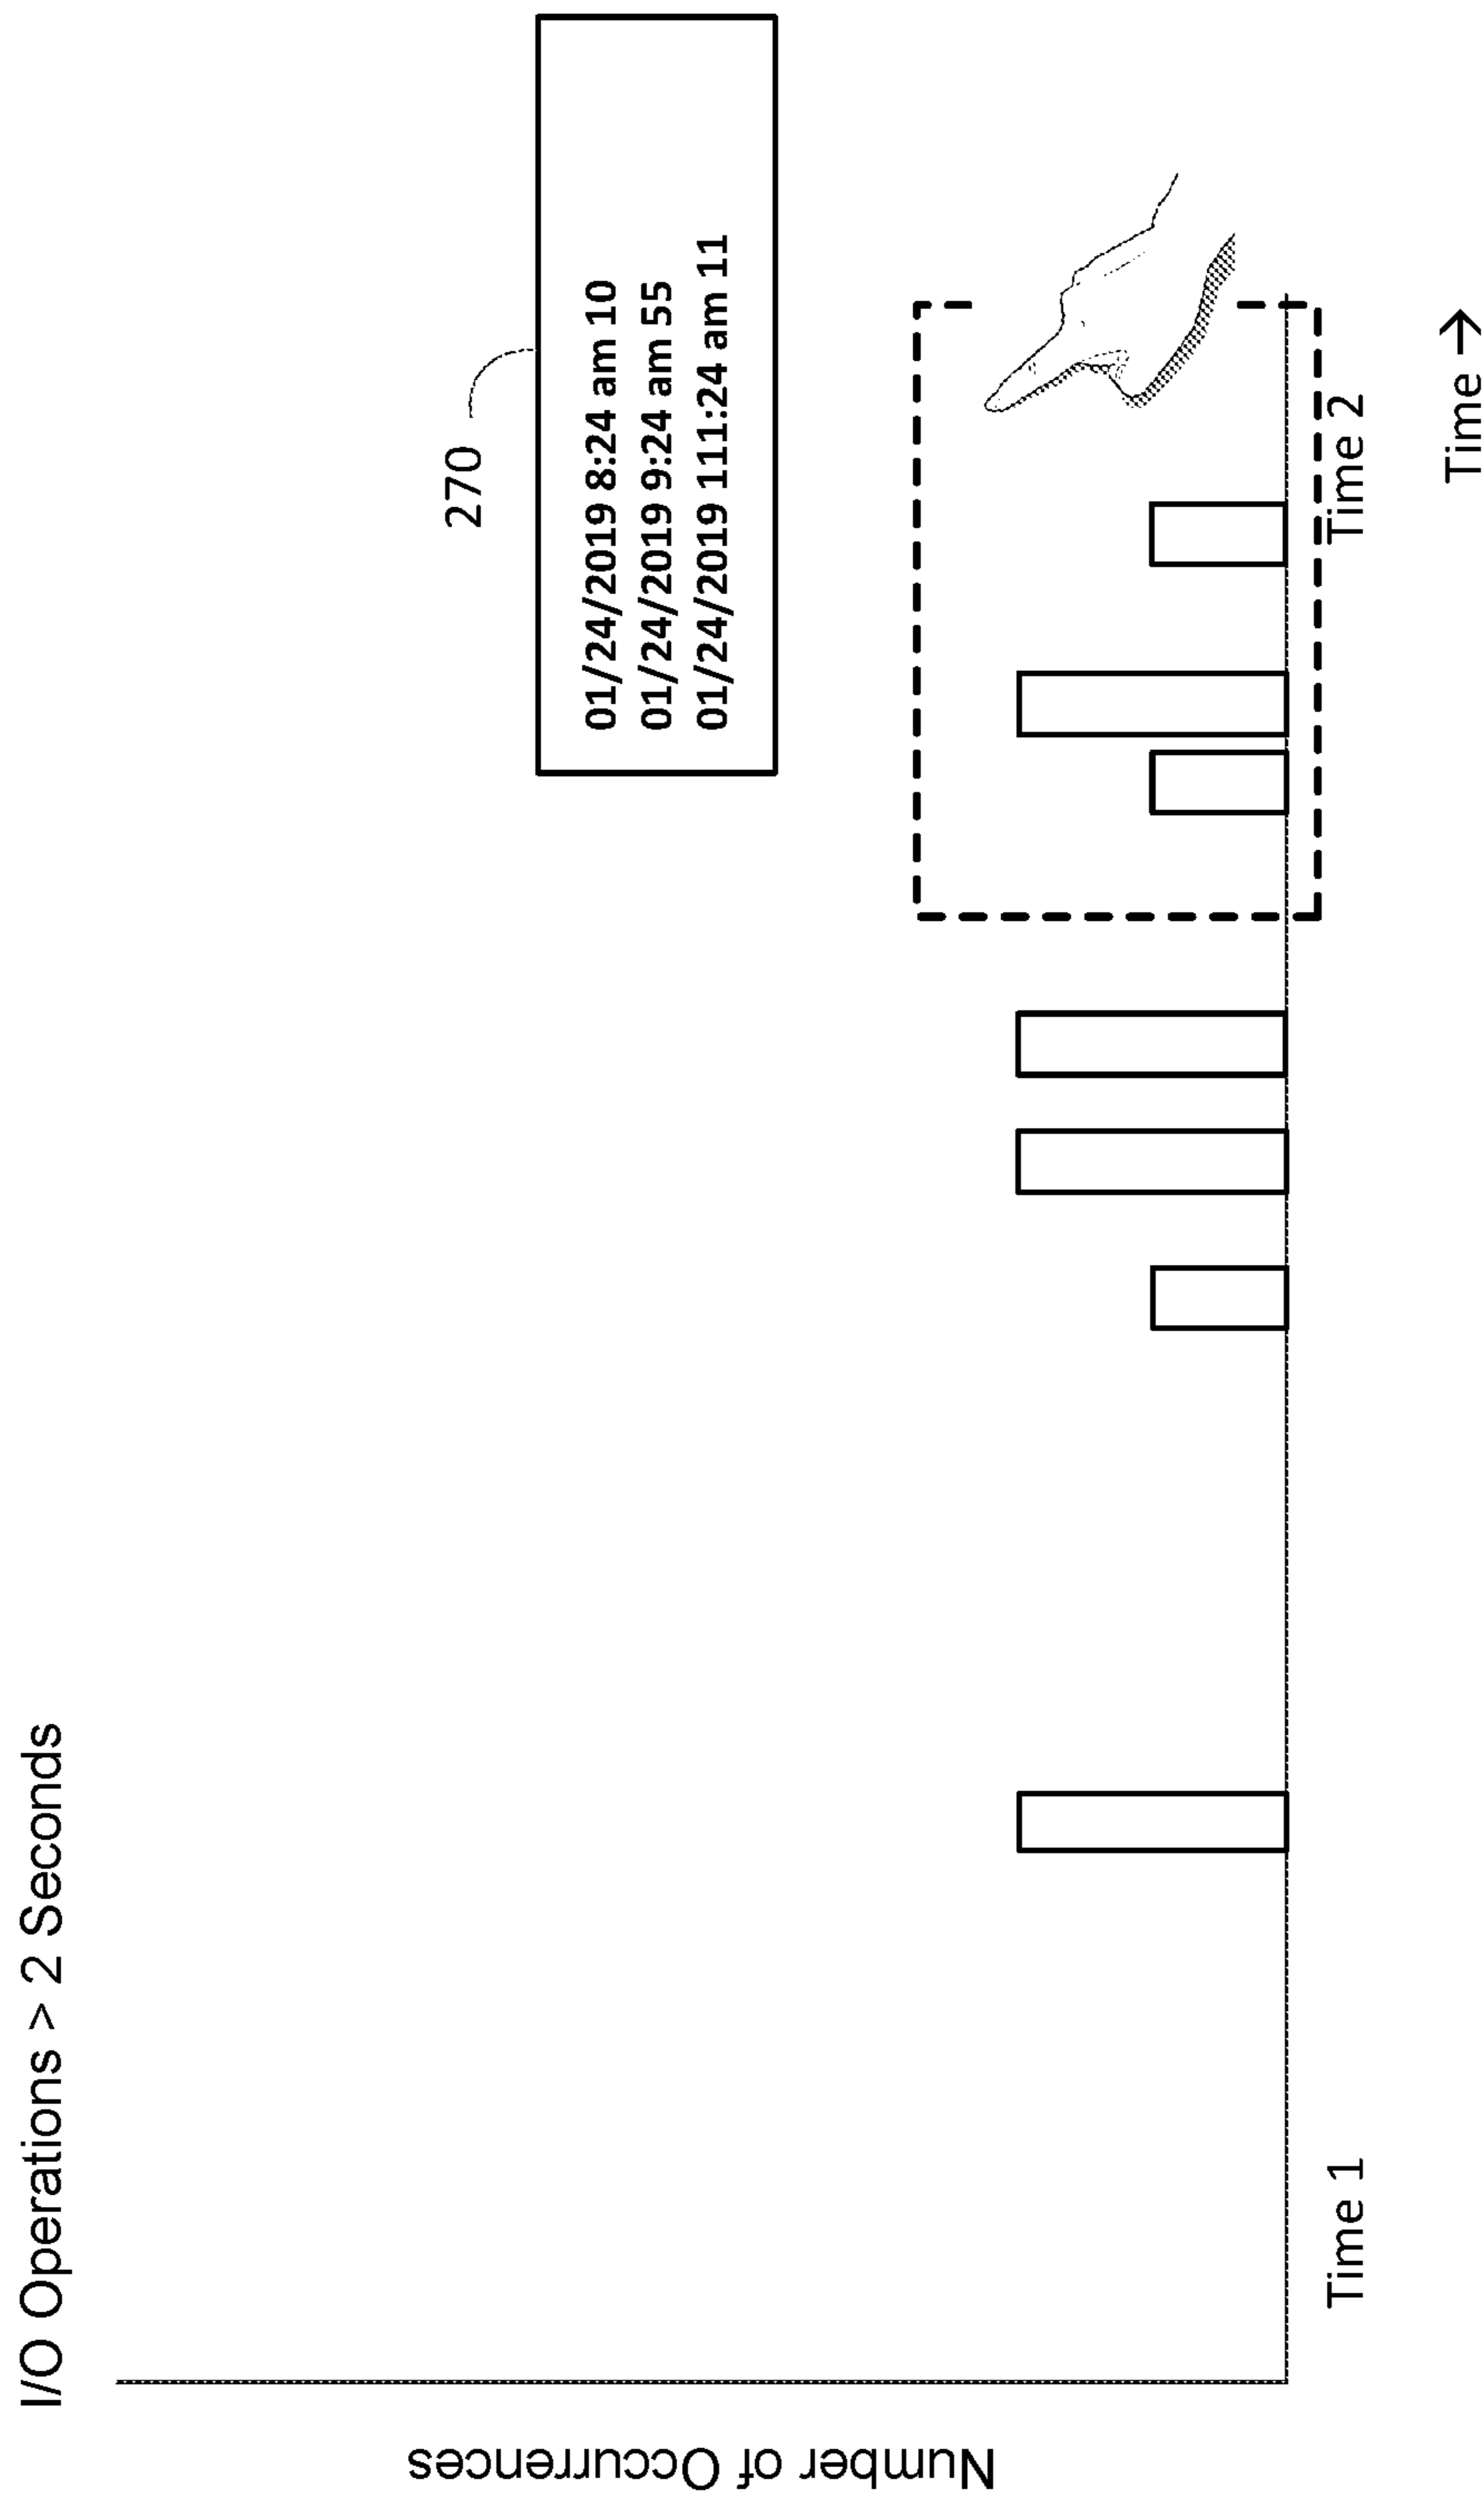 I/O Operations > 2 Seconds
270
01/24/2019 8:24 am 10
01/24/2019 9:24 am 55
01/24/2019 111:24 am 11
Number of Occurrences
Time 1
Time 2
Time →